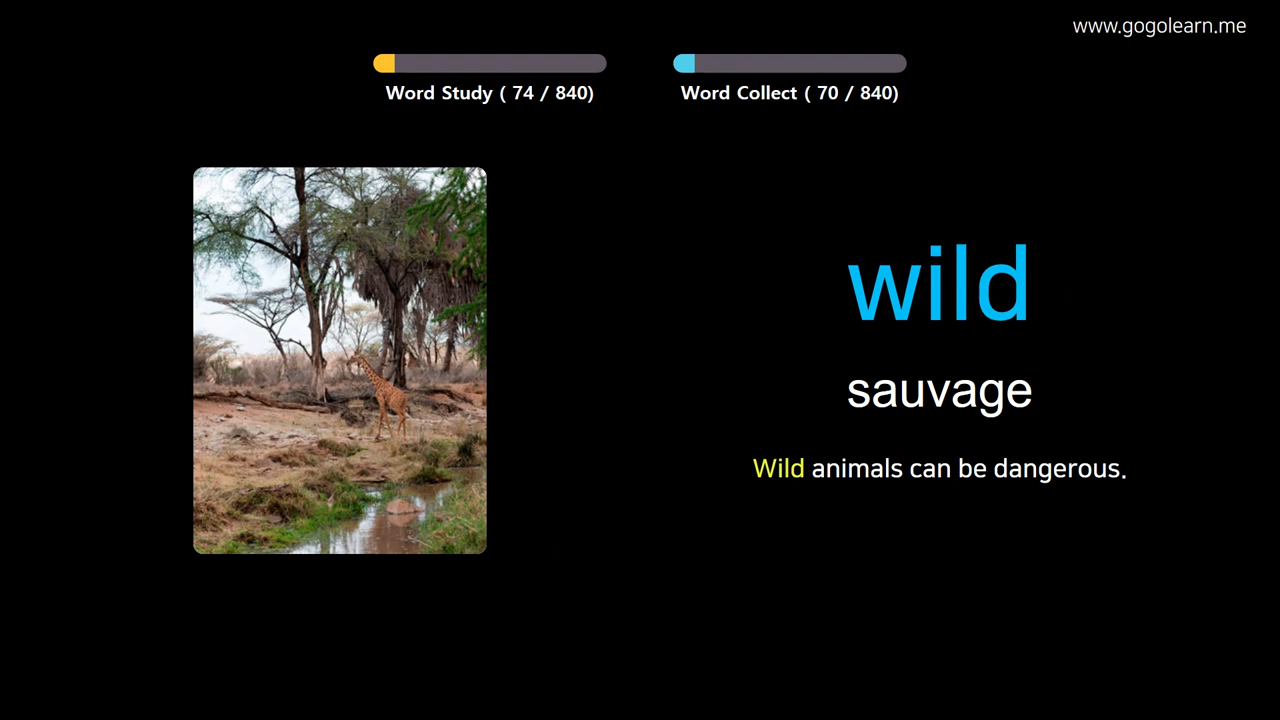 www.gogolearn.me
Word Study ( 74 / 840)
Word Collect ( 70 / 840)
wild
sauvage
Wild animals can be dangerous.